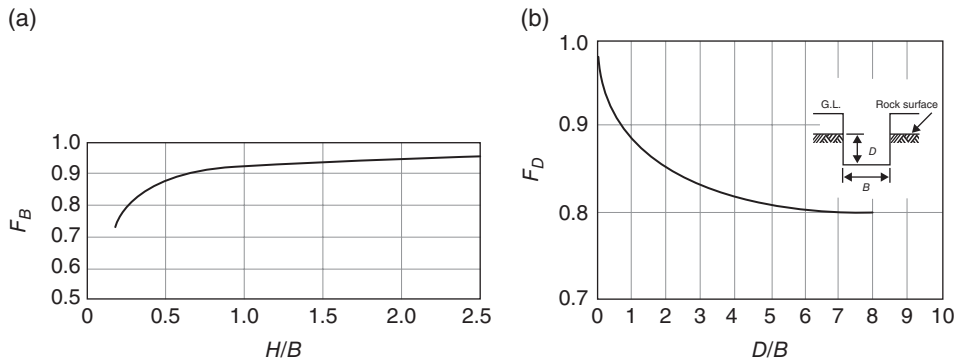 (a)
1.0
0.9
0.8
0.7
0.6
0.5
F_B
0 0.5 1.0 1.5 2.0 2.5
H/B
(b)
1.0
0.9
0.8
0.7
F_D
G.L. Rock surface
D
B
0 1 2 3 4 5 6 7 8 9 10
D/B